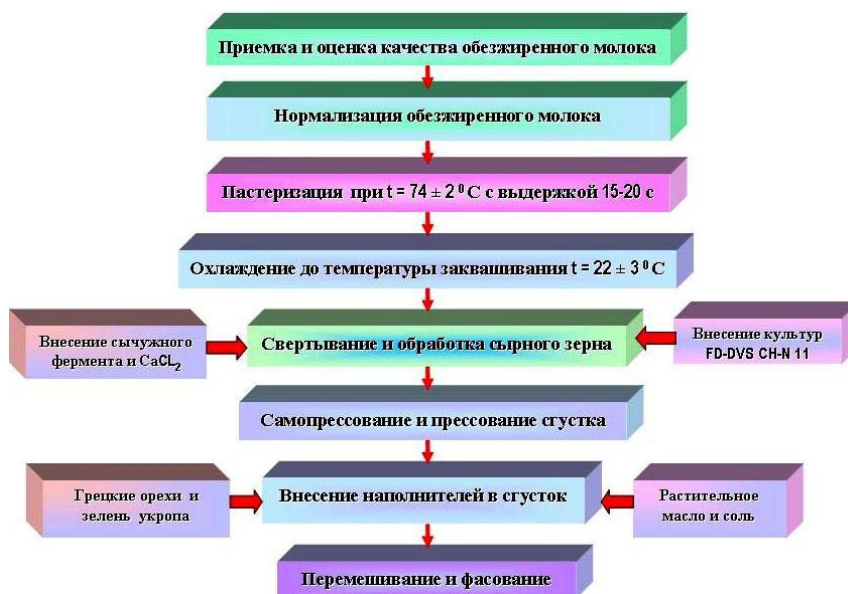 Приемка и оценка качества обезжиренного молока
Нормализация обезжиренного молока
Пастеризация при t = 74 ± 2 ⁰ С с выдержкой 15-20 с
Охлаждение до температуры заквашивания t = 22 ± 3 ⁰ С
Внесение сычужного
фермента и CaCL₂
Свертывание и обработка сырного зерна
Внесение культур
FD-DVS CH-N 11
Самопрессование и прессование сгустка
Грецкие орехи и
зелень укропа
Внесение наполнителей в сгусток
Растительное
масло и соль
Перемешивание и фасование